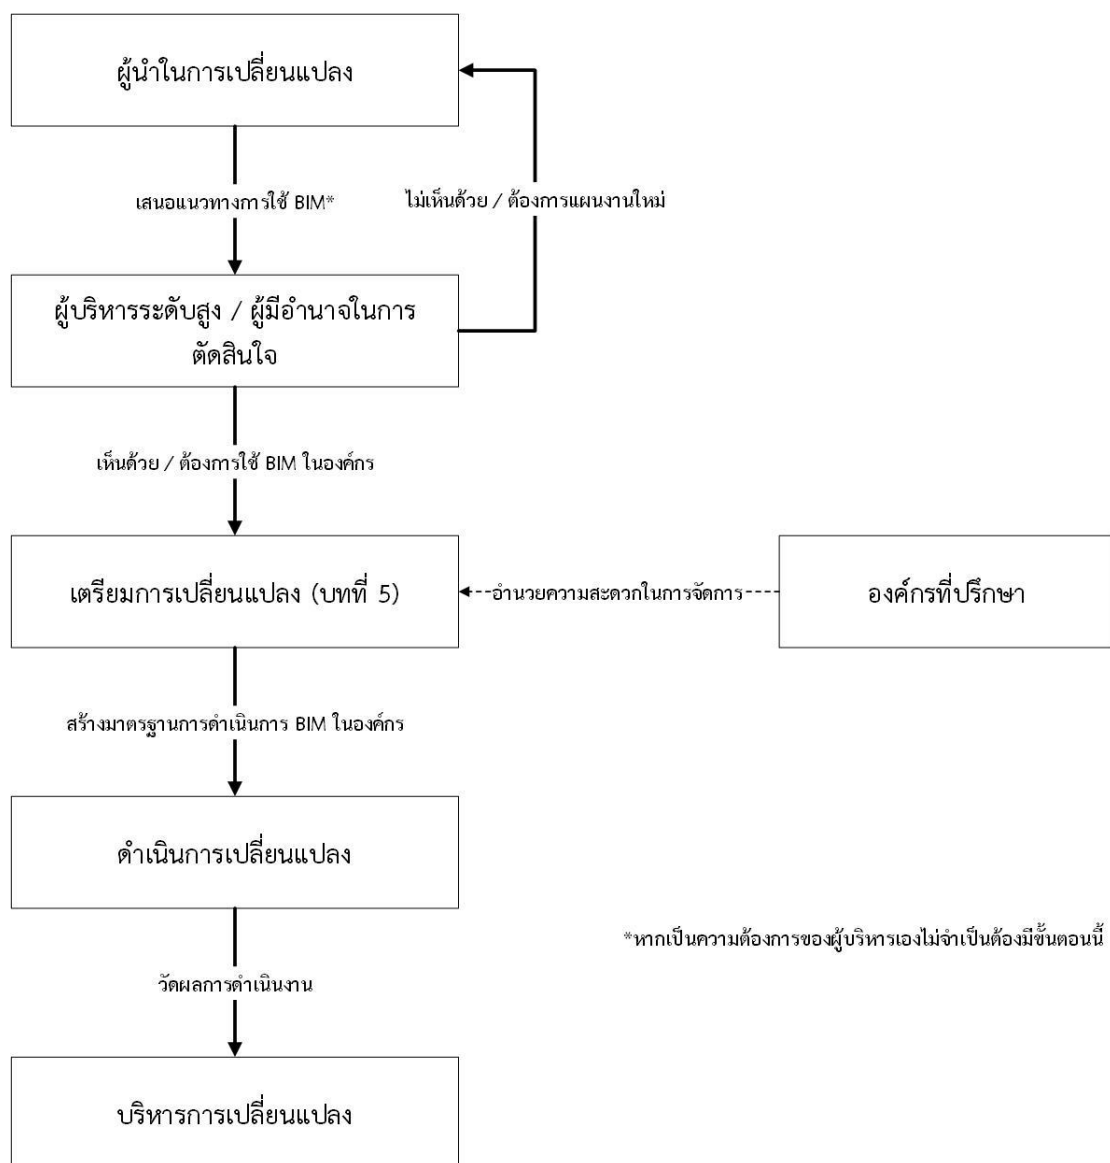 ผู้นำในการเปลี่ยนแปลง
เสนอแนวทางการใช้ BIM*
ไม่เห็นด้วย / ต้องการแผนงานใหม่
ผู้บริหารระดับสูง / ผู้มีอำนาจในการ
ตัดสินใจ
เห็นด้วย / ต้องการใช้ BIM ในองค์กร
เตรียมการเปลี่ยนแปลง (บทที่ 5)
อำนวยความสะดวกในการจัดการ
องค์กรที่ปรึกษา
สร้างมาตรฐานการดำเนินการ BIM ในองค์กร
ดำเนินการเปลี่ยนแปลง
*หากเป็นความต้องการของผู้บริหารเองไม่จำเป็นต้องมีขั้นตอนนี้
วัดผลการดำเนินงาน
บริหารการเปลี่ยนแปลง